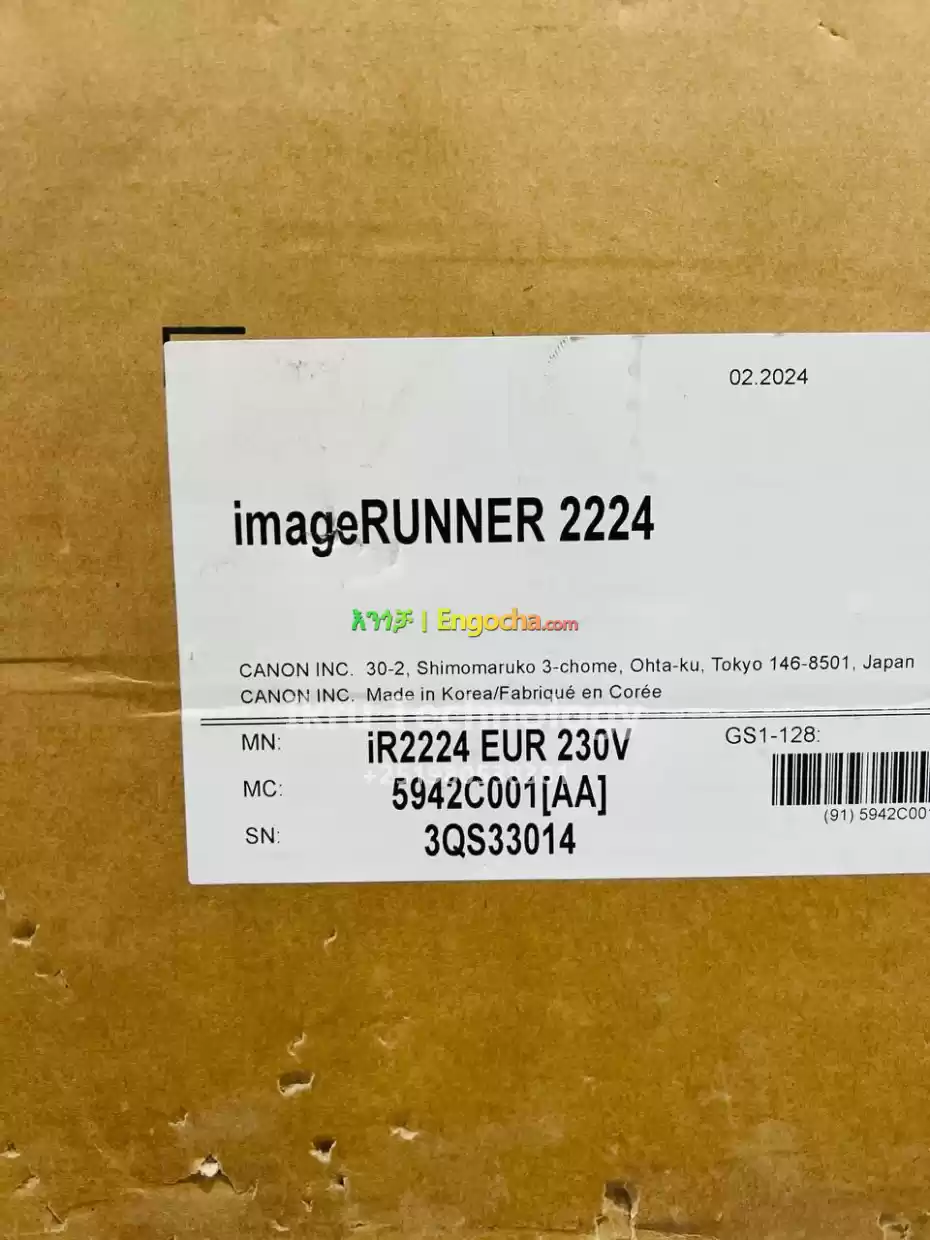 02.2024
imageRUNNER 2224
እንጎቻ | Engocha.com
CANON INC. 30-2, Shimomaruko 3-chome, Ohta-ku, Tokyo 146-8501, Japan
CANON INC. Made in Korea/Fabriqué en Corée
MN: iR2224 EUR 230V
GS1-128:
MC: 5942C001[AA]
(91) 5942C001
SN: 3QS33014